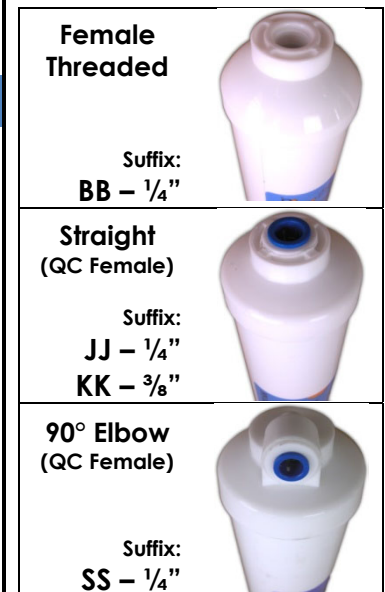 Female
Threaded
Suffix:
BB – ¼”
Straight
(QC Female)
Suffix:
JJ – ¼”
KK – ⅜”
90° Elbow
(QC Female)
Suffix:
SS – ¼”